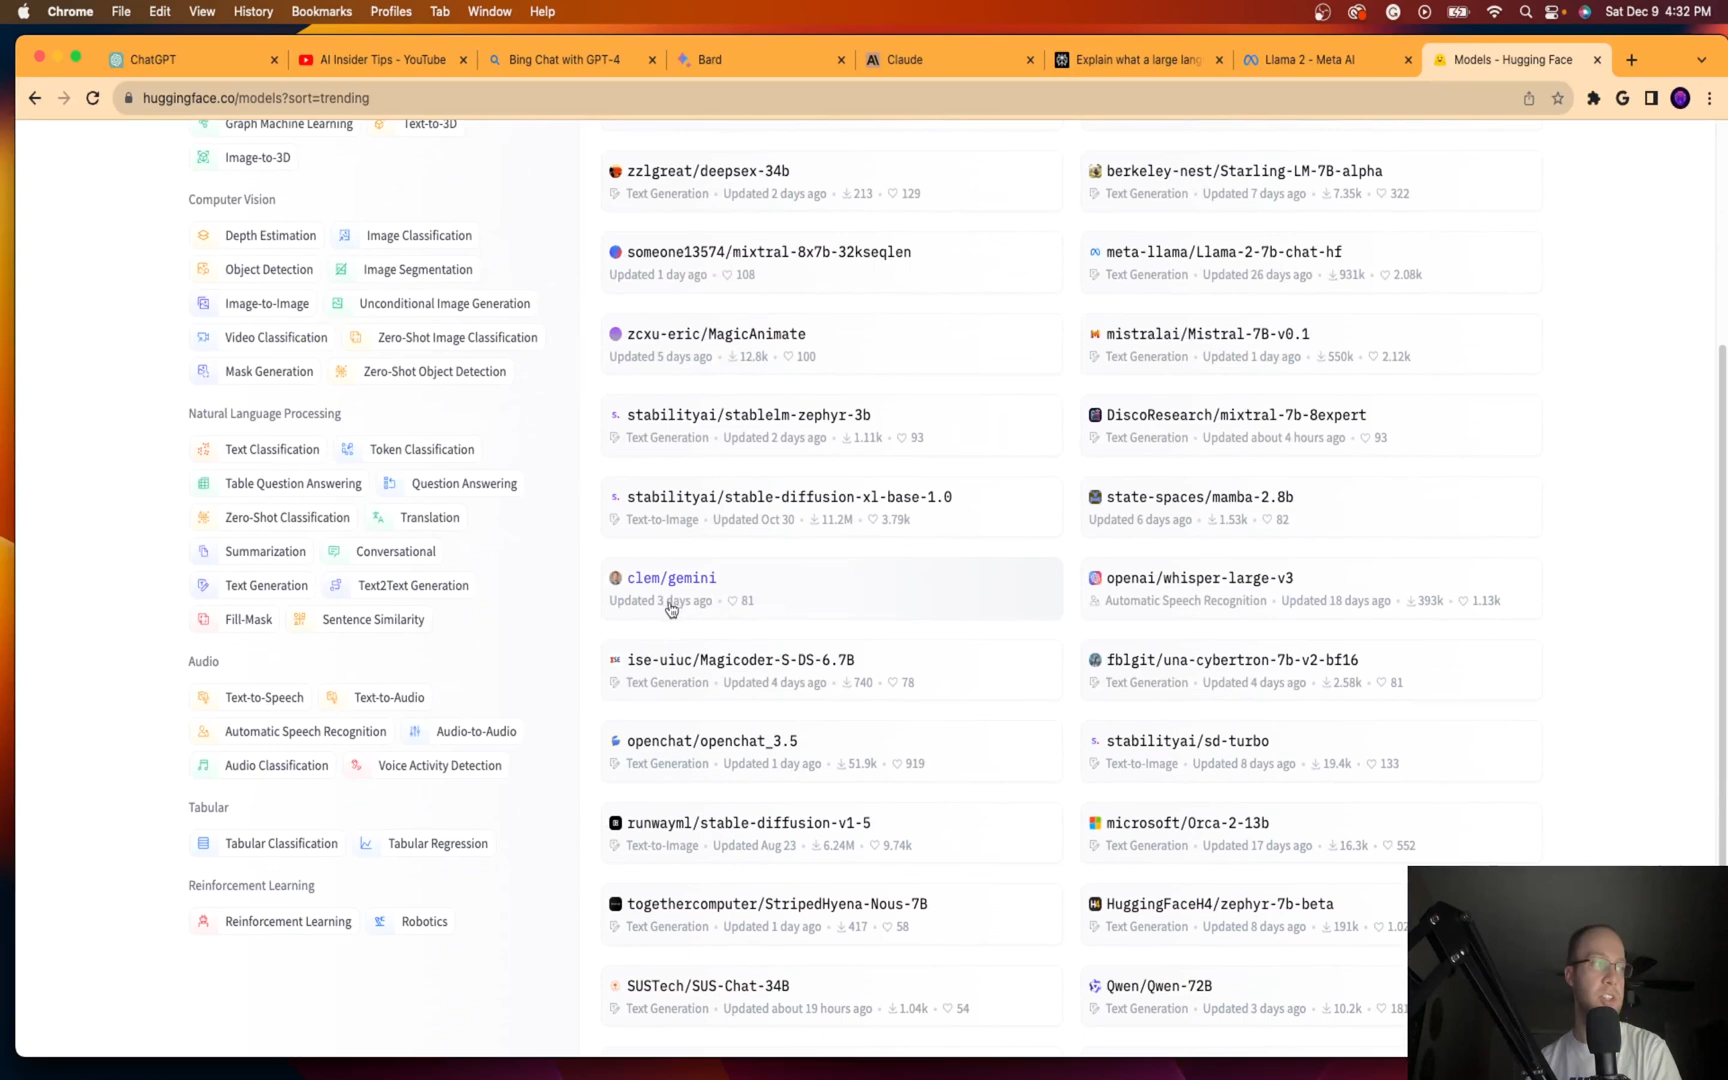 Chrome File Edit View History Bookmarks Profiles Tab Window Help Sat Dec 9 4:32 PM
ChatGPT AI Insider Tips - YouTube Bing Chat with GPT-4 Bard Claude Explain what a large lang Llama 2 - Meta AI Models - Hugging Face
huggingface.co/models?sort=trending
Graph Machine Learning Text-to-3D
Image-to-3D
Computer Vision
Depth Estimation Image Classification
Object Detection Image Segmentation
Image-to-Image Unconditional Image Generation
Video Classification Zero-Shot Image Classification
Mask Generation Zero-Shot Object Detection
Natural Language Processing
Text Classification Token Classification
Table Question Answering Question Answering
Zero-Shot Classification Translation
Summarization Conversational
Text Generation Text2Text Generation
Fill-Mask Sentence Similarity
Audio
Text-to-Speech Text-to-Audio
Automatic Speech Recognition Audio-to-Audio
Audio Classification Voice Activity Detection
Tabular
Tabular Classification Tabular Regression
Reinforcement Learning
Reinforcement Learning Robotics
zzlgreat/deepsex-34b
Text Generation • Updated 2 days ago • 213 • 129
berkeley-nest/Starling-LM-7B-alpha
Text Generation • Updated 7 days ago • 7.35k • 322
someone13574/mixtral-8x7b-32kseqlen
Updated 1 day ago • 108
meta-llama/Llama-2-7b-chat-hf
Text Generation • Updated 26 days ago • 931k • 2.08k
zcxu-eric/MagicAnimate
Updated 5 days ago • 12.8k • 100
mistralai/Mistral-7B-v0.1
Text Generation • Updated 1 day ago • 550k • 2.12k
stabilityai/stablelm-zephyr-3b
Text Generation • Updated 2 days ago • 1.11k • 93
DiscoResearch/mixtral-7b-8expert
Text Generation • Updated about 4 hours ago • 93
stabilityai/stable-diffusion-xl-base-1.0
Text-to-Image • Updated Oct 30 • 11.2M • 3.79k
state-spaces/mamba-2.8b
Updated 6 days ago • 1.53k • 82
clem/gemini
Updated 3 days ago • 81
openai/whisper-large-v3
Automatic Speech Recognition • Updated 18 days ago • 393k • 1.13k
ise-uiuc/Magicoder-S-DS-6.7B
Text Generation • Updated 4 days ago • 740 • 78
fblgit/una-cybertron-7b-v2-bf16
Text Generation • Updated 4 days ago • 2.58k • 81
openchat/openchat_3.5
Text Generation • Updated 1 day ago • 51.9k • 919
stabilityai/sd-turbo
Text-to-Image • Updated 8 days ago • 19.4k • 133
runwayml/stable-diffusion-v1-5
Text-to-Image • Updated Aug 23 • 6.24M • 9.74k
microsoft/Orca-2-13b
Text Generation • Updated 17 days ago • 16.3k • 552
togethercomputer/StripedHyena-Nous-7B
Text Generation • Updated 1 day ago • 417 • 58
HuggingFaceH4/zephyr-7b-beta
Text Generation • Updated 8 days ago • 191k • 1.02
SUSTech/SUS-Chat-34B
Text Generation • Updated about 19 hours ago • 1.04k • 54
Qwen/Qwen-72B
Text Generation • Updated 3 days ago • 10.2k • 181